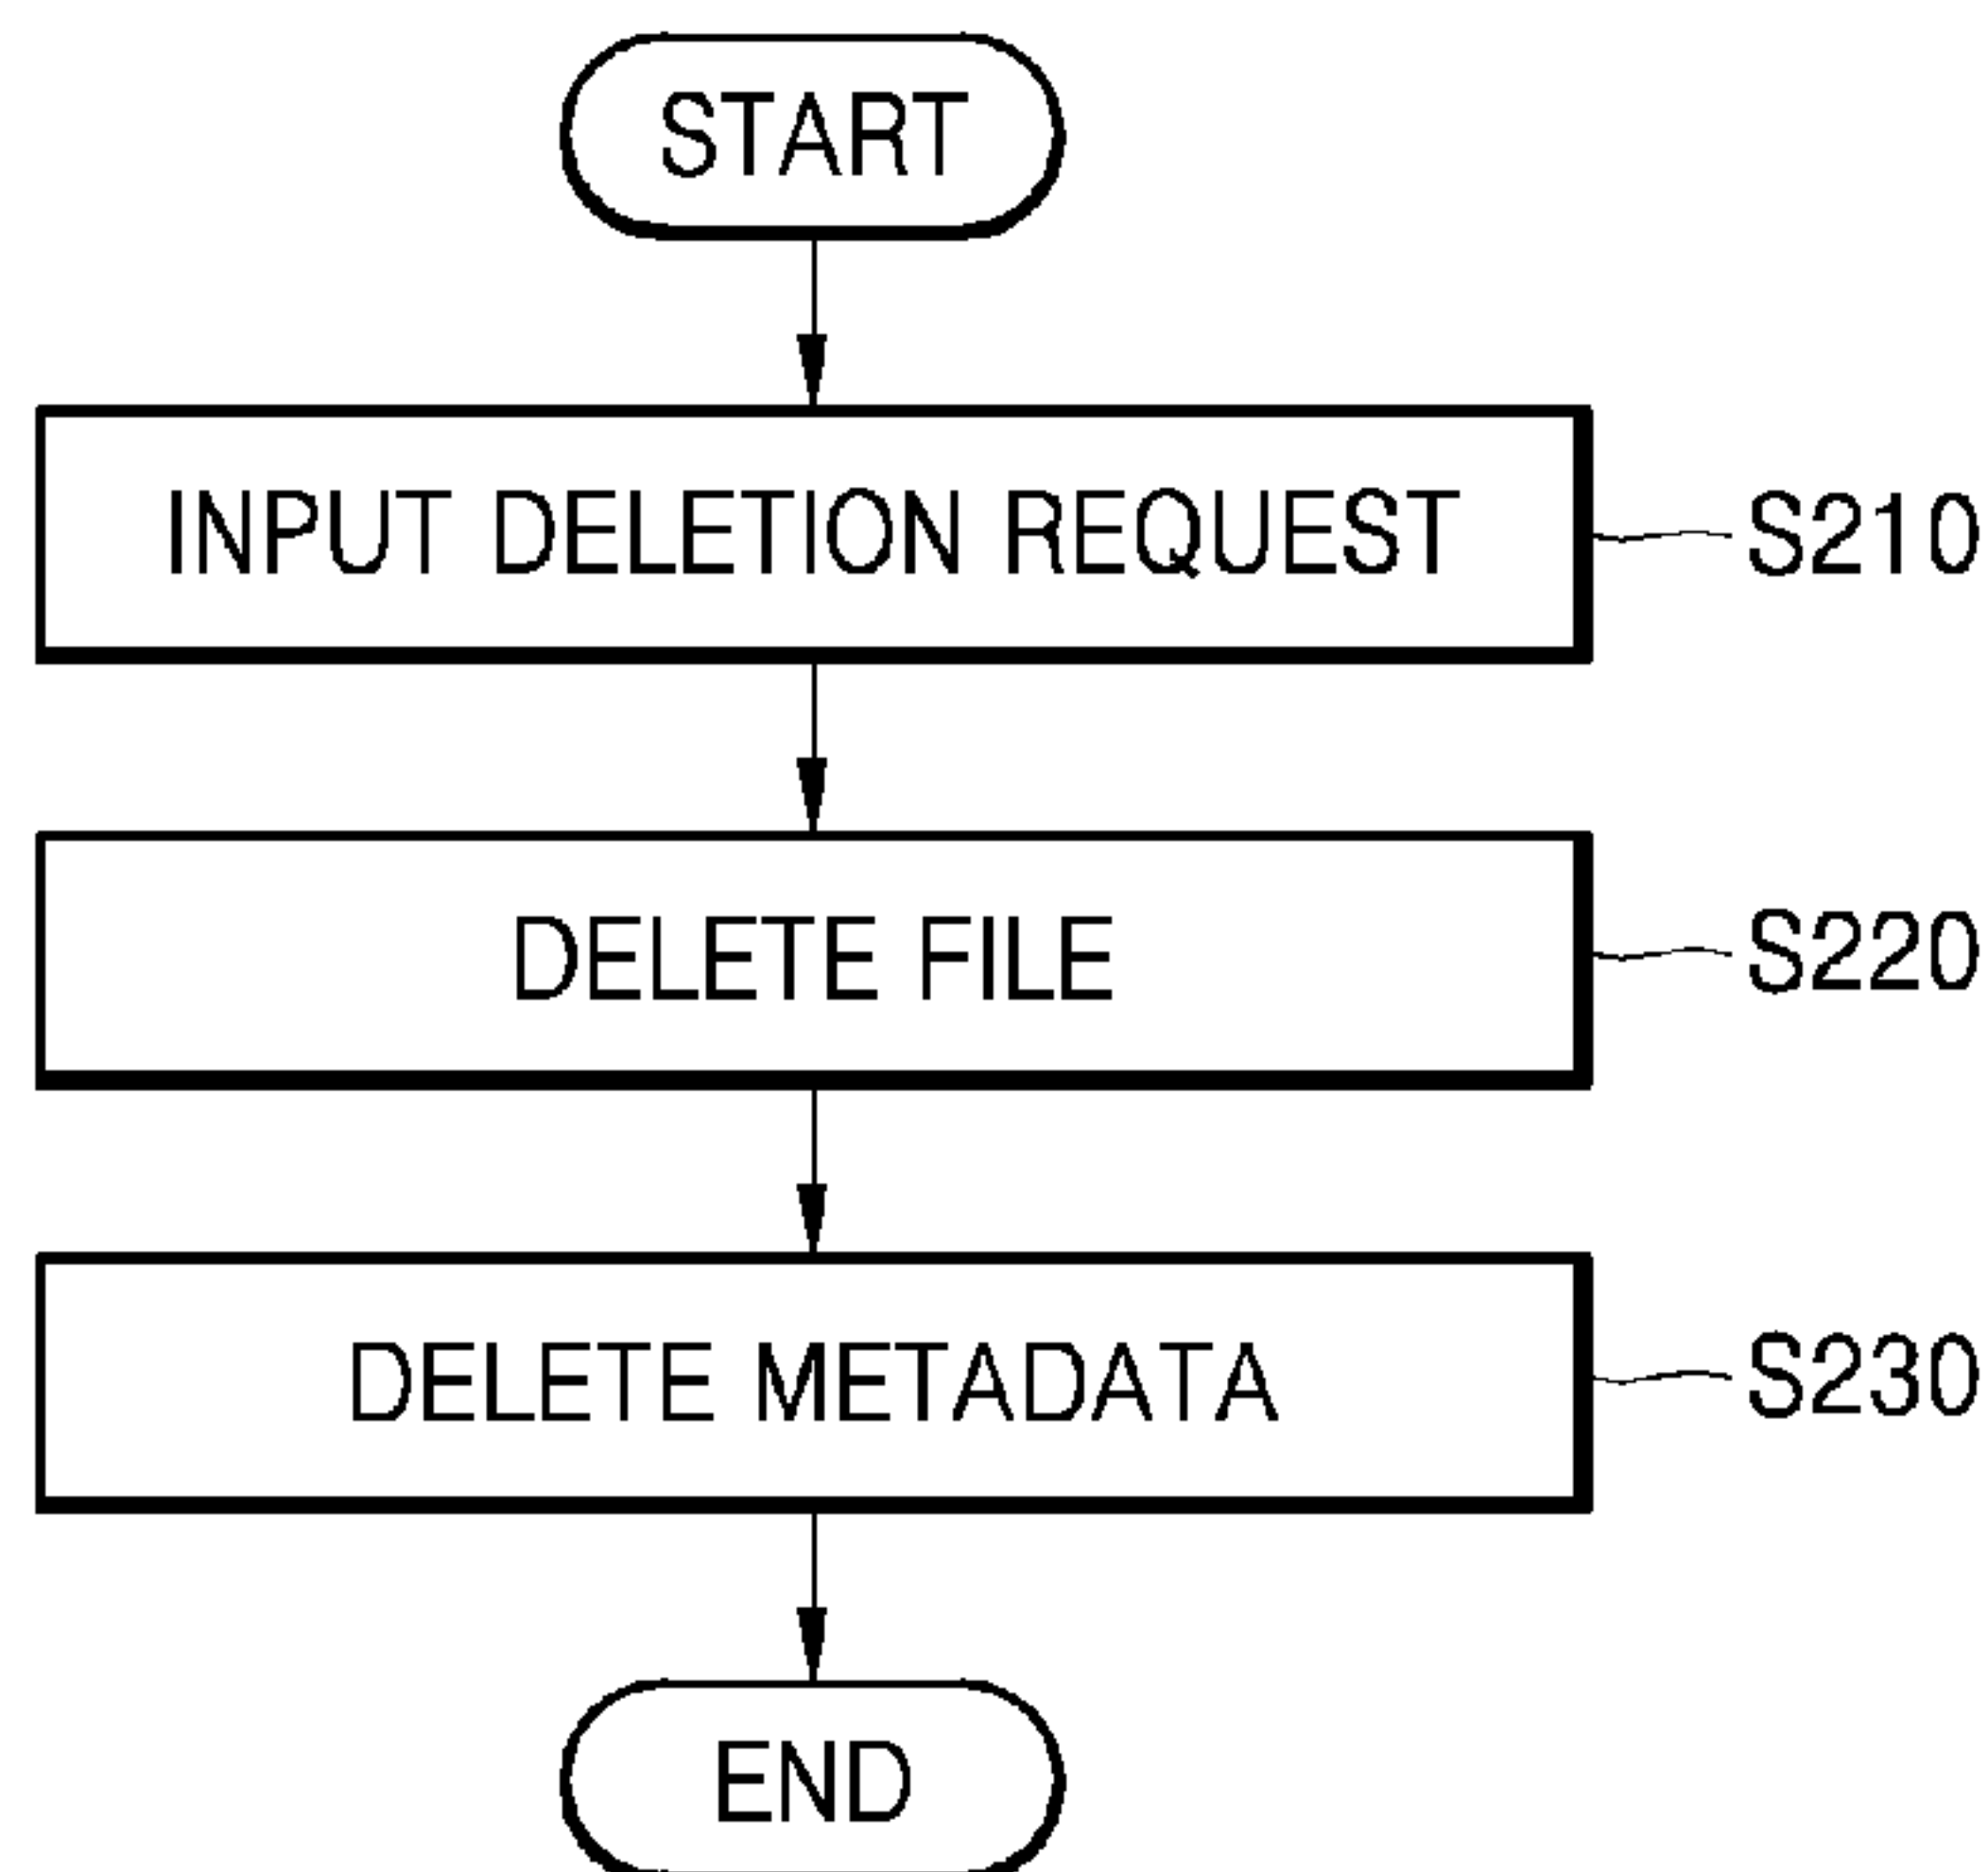 START
INPUT DELETION REQUEST
S210
DELETE FILE
S220
DELETE METADATA
S230
END